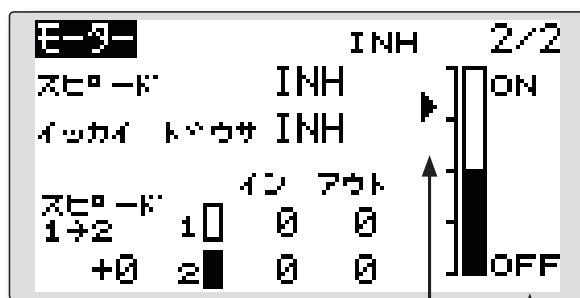 モーター INH 2/2
スピード INH ON
イッカイ ドウサ INH
イン アウト
スピード
1→2 1 0 0
+0 2 0 0 OFF